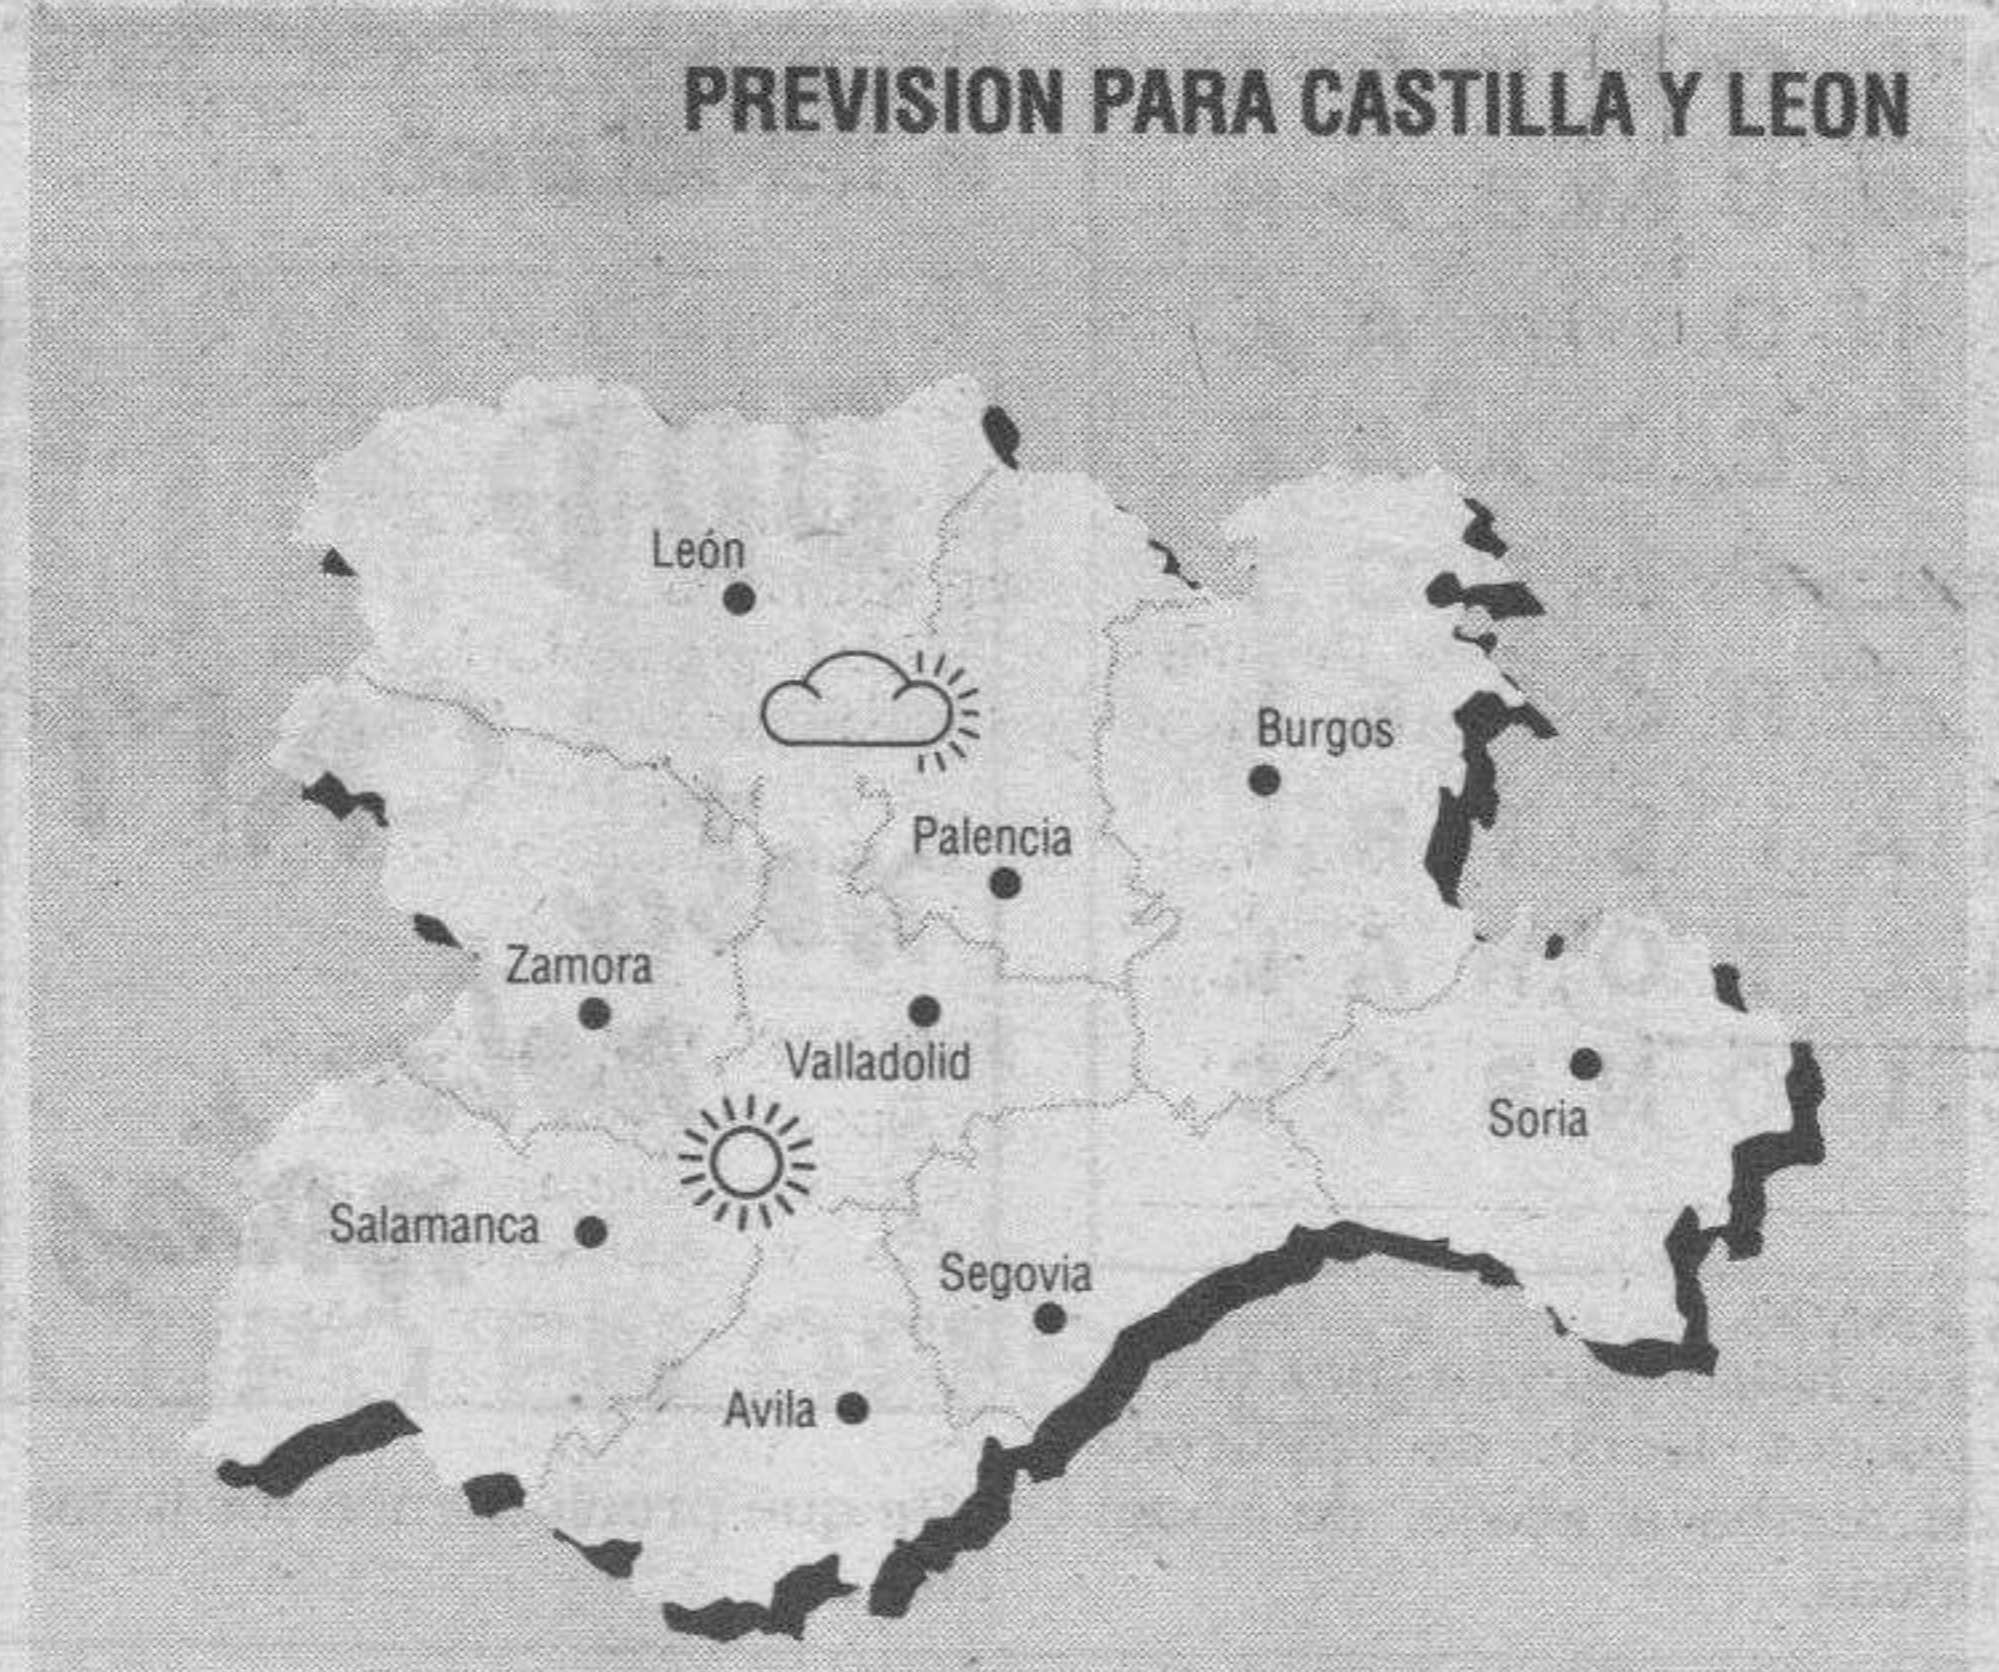 PREVISION PARA CASTILLA Y LEON
León
Burgos
Palencia
Zamora
Valladolid
Soria
Salamanca
Segovia
Avila